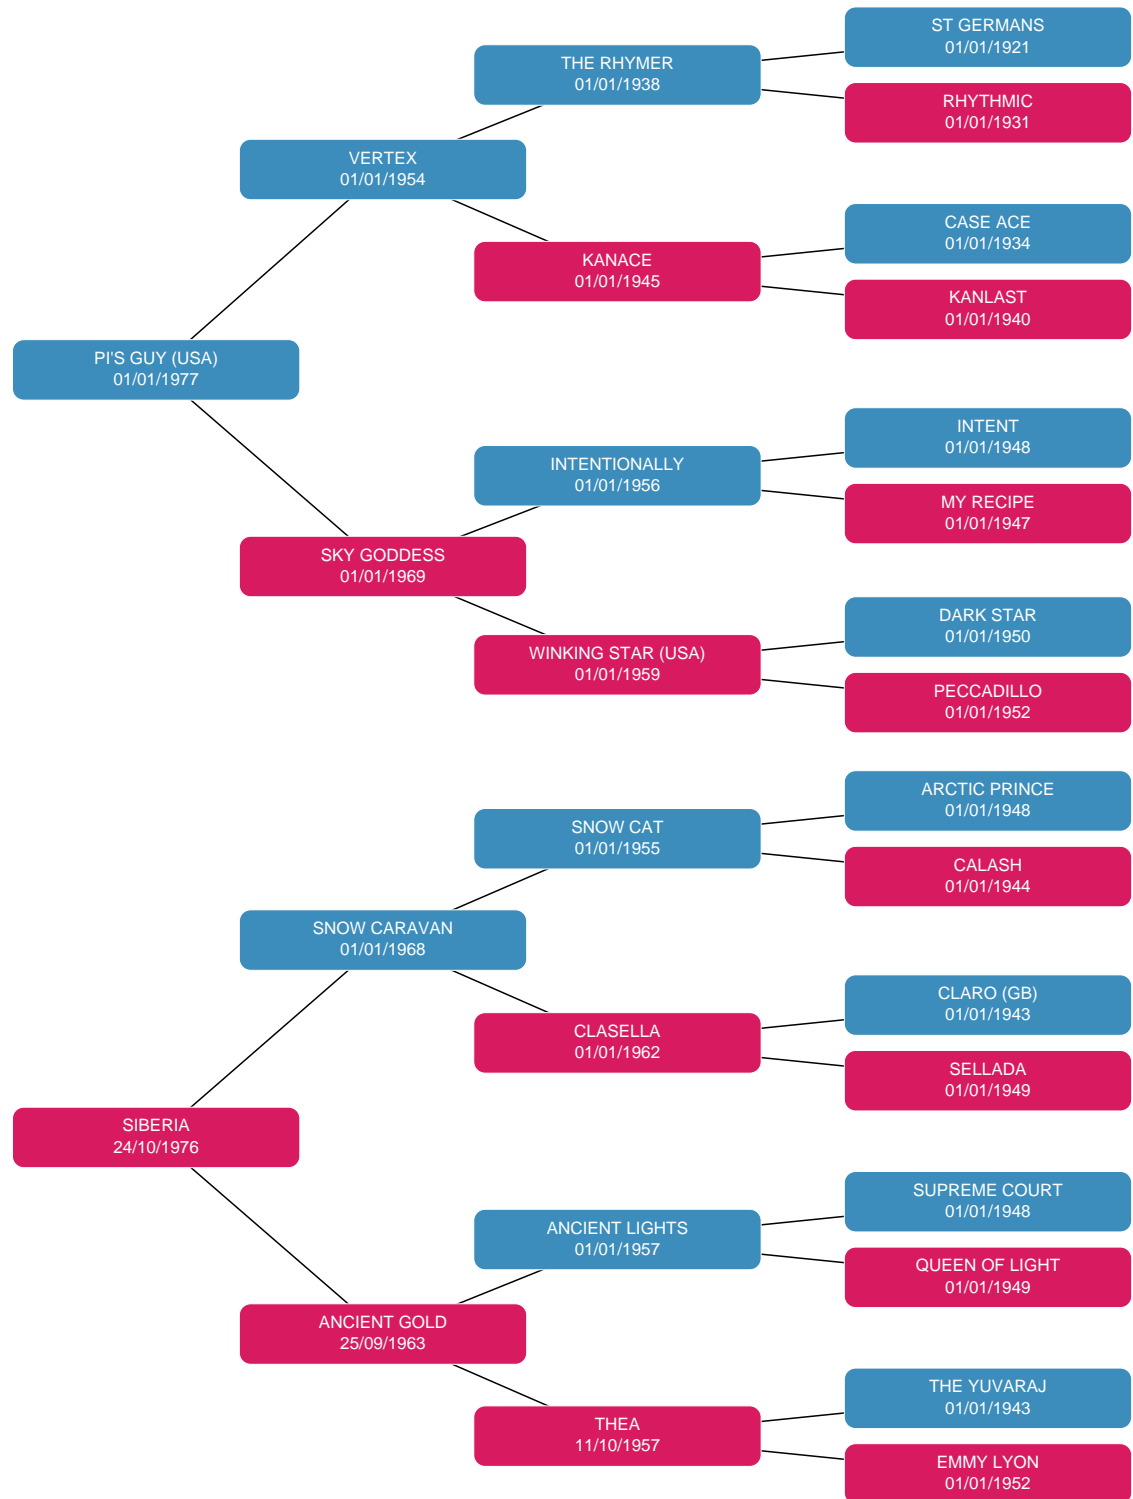 ST GERMANS
01/01/1921
THE RHYMER
01/01/1938
RHYTHMIC
01/01/1931
VERTEX
01/01/1954
CASE ACE
01/01/1934
KANACE
01/01/1945
KANLAST
01/01/1940
PI'S GUY (USA)
01/01/1977
INTENT
01/01/1948
INTENTIONALLY
01/01/1956
MY RECIPE
01/01/1947
SKY GODDESS
01/01/1969
DARK STAR
01/01/1950
WINKING STAR (USA)
01/01/1959
PECCADILLO
01/01/1952
ARCTIC PRINCE
01/01/1948
SNOW CAT
01/01/1955
CALASH
01/01/1944
SNOW CARAVAN
01/01/1968
CLARO (GB)
01/01/1943
CLASELLA
01/01/1962
SELLADA
01/01/1949
SIBERIA
24/10/1976
SUPREME COURT
01/01/1948
ANCIENT LIGHTS
01/01/1957
QUEEN OF LIGHT
01/01/1949
ANCIENT GOLD
25/09/1963
THE YUVARAJ
01/01/1943
THEA
11/10/1957
EMMY LYON
01/01/1952